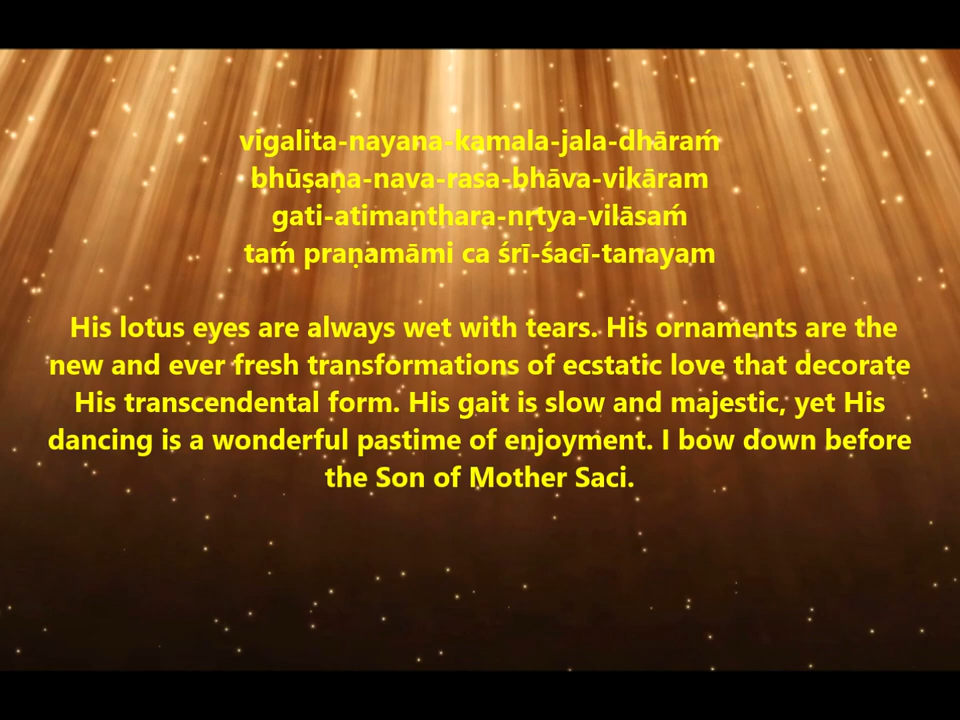 vigalita-nayana-kamala-jala-dhāraḿ
bhūṣaṇa-nava-rasa-bhāva-vikāram
gati-atimanthara-nṛtya-vilāsaḿ
taḿ praṇamāmi ca śrī-śacī-tanayam
His lotus eyes are always wet with tears. His ornaments are the
new and ever fresh transformations of ecstatic love that decorate
His transcendental form. His gait is slow and majestic, yet His
dancing is a wonderful pastime of enjoyment. I bow down before
the Son of Mother Saci.